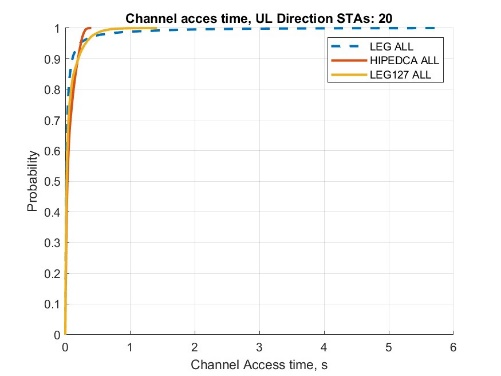 Channel acces time, UL Direction STAs: 20
LEG ALL
HIPEDCA ALL
LEG127 ALL
Probability
1
0.9
0.8
0.7
0.6
0.5
0.4
0.3
0.2
0.1
0
0 1 2 3 4 5 6
Channel Access time, s